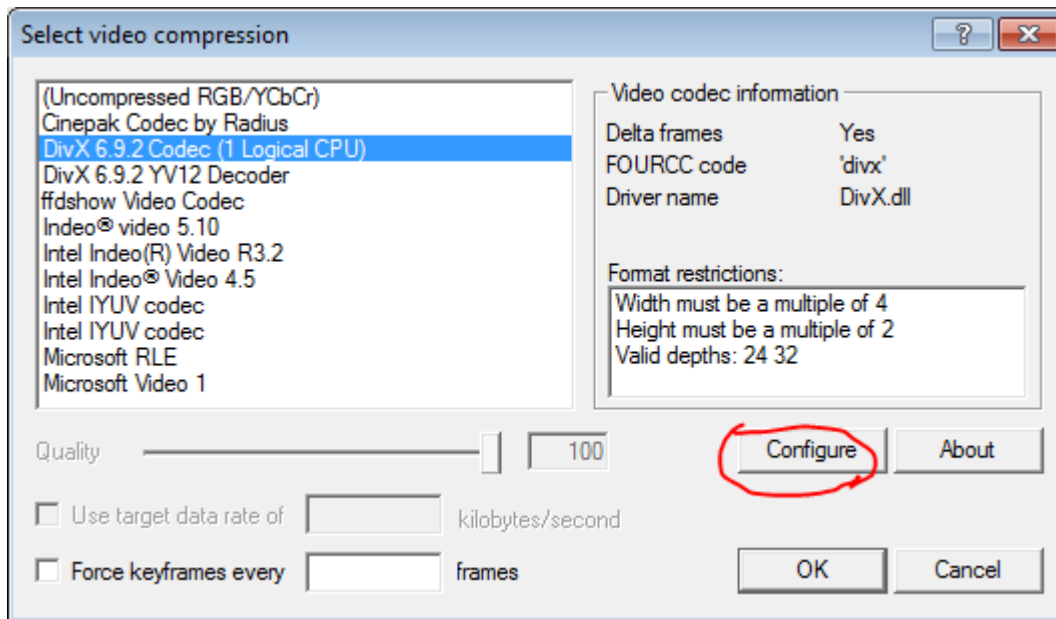 Select video compression
(Uncompressed RGB/YCbCr)
Cinepak Codec by Radius
DivX 6.9.2 Codec (1 Logical CPU)
DivX 6.9.2 YV12 Decoder
ffdshow Video Codec
Indeo® video 5.10
Intel Indeo(R) Video R3.2
Intel Indeo® Video 4.5
Intel IYUV codec
Intel IYUV codec
Microsoft RLE
Microsoft Video 1
Video codec information
Delta frames Yes
FOURCC code 'divx'
Driver name DivX.dll
Format restrictions:
Width must be a multiple of 4
Height must be a multiple of 2
Valid depths: 24 32
Quality 100
Configure About
Use target data rate of kilobytes/second
Force keyframes every frames
OK Cancel